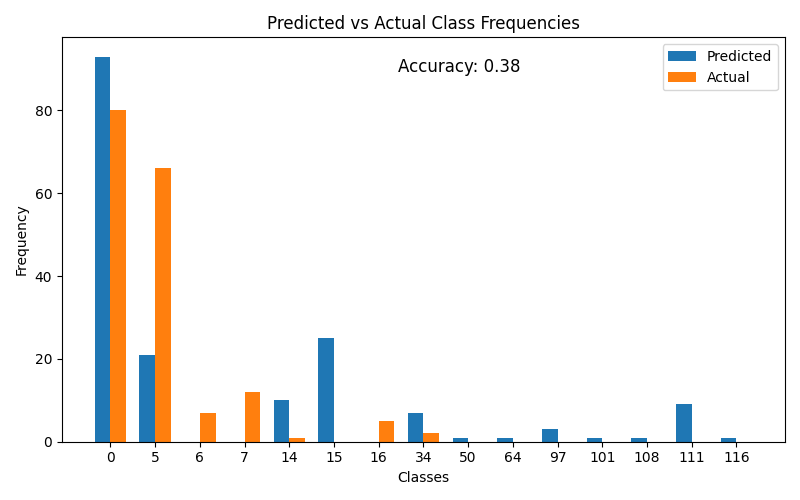 Predicted vs Actual Class Frequencies
Accuracy: 0.38
Predicted
Actual
Frequency
80
60
40
20
0
0 5 6 7 14 15 16 34 50 64 97 101 108 111 116
Classes